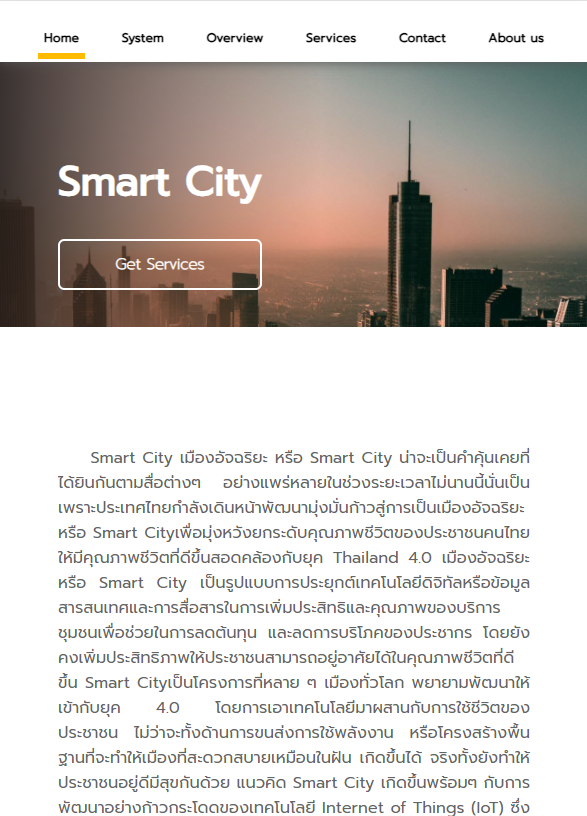 Home System Overview Services Contact About us
Smart City
Get Services
Smart City เมืองอัจฉริยะ หรือ Smart City น่าจะเป็นคำคุ้นเคยที่
ได้ยินกันตามสื่อต่างๆ อย่างแพร่หลายในช่วงระยะเวลาไม่นานนี้นั่นเป็น
เพราะประเทศไทยกำลังเดินหน้าพัฒนามุ่งมั่นก้าวสู่การเป็นเมืองอัจฉริยะ
หรือ Smart Cityเพื่อมุ่งหวังยกระดับคุณภาพชีวิตของประชาชนคนไทย
ให้มีคุณภาพชีวิตที่ดีขึ้นสอดคล้องกับยุค Thailand 4.0 เมืองอัจฉริยะ
หรือ Smart City เป็นรูปแบบการประยุกต์เทคโนโลยีดิจิทัลหรือข้อมูล
สารสนเทศและการสื่อสารในการเพิ่มประสิทธิและคุณภาพของบริการ
ชุมชนเพื่อช่วยในการลดต้นทุน และลดการบริโภคของประชากร โดยยัง
คงเพิ่มประสิทธิภาพให้ประชาชนสามารถอยู่อาศัยได้ในคุณภาพชีวิตที่ดี
ขึ้น Smart Cityเป็นโครงการที่หลาย ๆ เมืองทั่วโลก พยายามพัฒนาให้
เข้ากับยุค 4.0 โดยการเอาเทคโนโลยีมาผสานกับการใช้ชีวิตของ
ประชาชน ไม่ว่าจะทั้งด้านการขนส่งการใช้พลังงาน หรือโครงสร้างพื้น
ฐานที่จะทำให้เมืองที่สะดวกสบายเหมือนในฝัน เกิดขึ้นได้ จริงทั้งยังทำให้
ประชาชนอยู่ดีมีสุขกันด้วย แนวคิด Smart City เกิดขึ้นพร้อมๆ กับการ
พัฒนาอย่างก้าวกระโดดของเทคโนโลยี Internet of Things (IoT) ซึ่ง